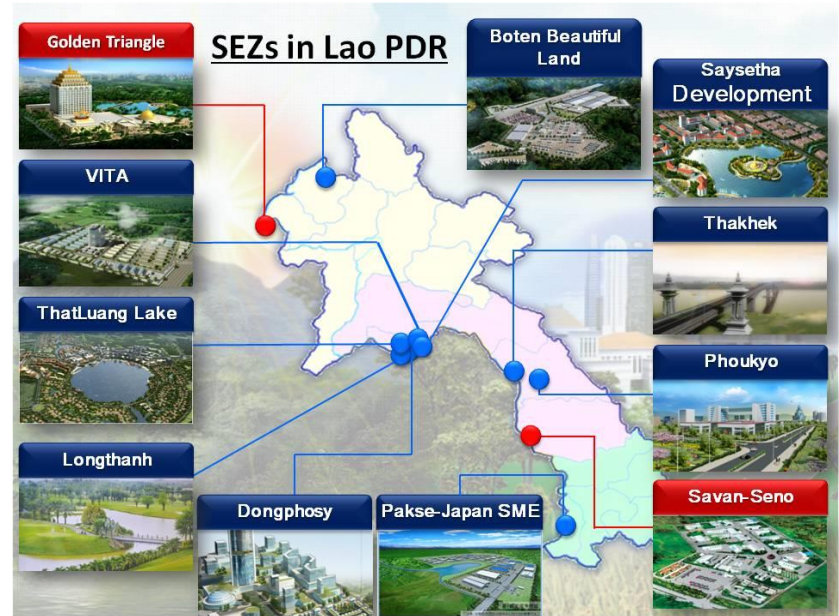 SEZs in Lao PDR
Golden Triangle
Boten Beautiful
Land
Saysetha
Development
VITA
Thakhek
ThatLuang Lake
Phoukyo
Longthanh
Dongphosy
Pakse-Japan SME
Savan-Seno